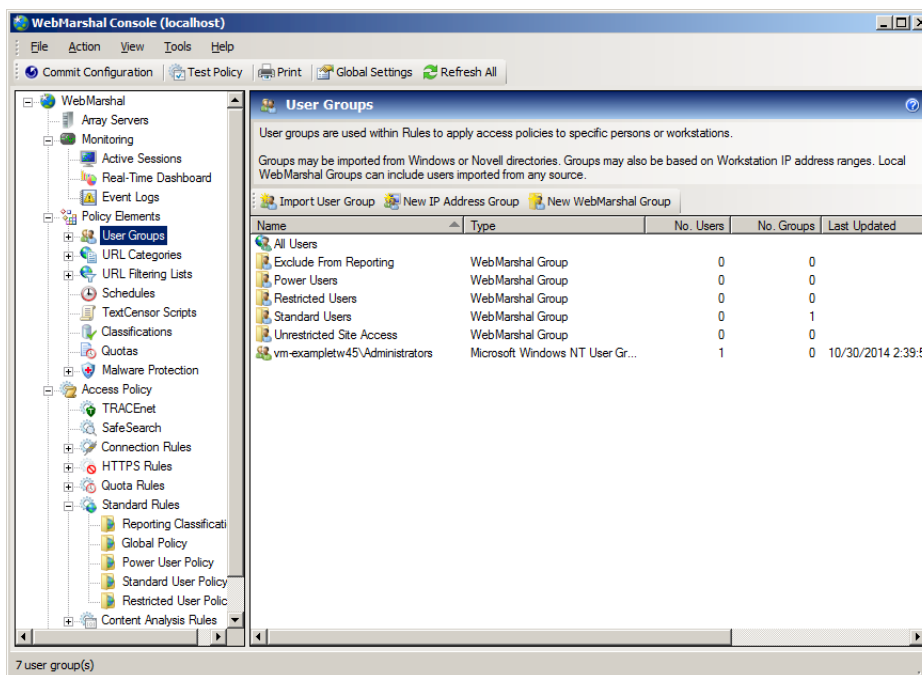 WebMarshal Console (localhost)
File Action View Tools Help
Commit Configuration Test Policy Print Global Settings Refresh All
WebMarshal
Array Servers
Monitoring
Active Sessions
Real-Time Dashboard
Event Logs
Policy Elements
User Groups
URL Categories
URL Filtering Lists
Schedules
TextCensor Scripts
Classifications
Quotas
Malware Protection
Access Policy
TRACEnet
SafeSearch
Connection Rules
HTTPS Rules
Quota Rules
Standard Rules
Reporting Classificati
Global Policy
Power User Policy
Standard User Policy
Restricted User Polic
Content Analysis Rules
User Groups
User groups are used within Rules to apply access policies to specific persons or workstations.
Groups may be imported from Windows or Novell directories. Groups may also be based on Workstation IP address ranges. Local
WebMarshal Groups can include users imported from any source.
Import User Group New IP Address Group New WebMarshal Group
Name Type No. Users No. Groups Last Updated
All Users
Exclude From Reporting WebMarshal Group 0 0
Power Users WebMarshal Group 0 0
Restricted Users WebMarshal Group 0 0
Standard Users WebMarshal Group 0 1
Unrestricted Site Access WebMarshal Group 0 0
vm-exampletw45\Administrators Microsoft Windows NT User Gr... 1 0 10/30/2014 2:39:5
7 user group(s)